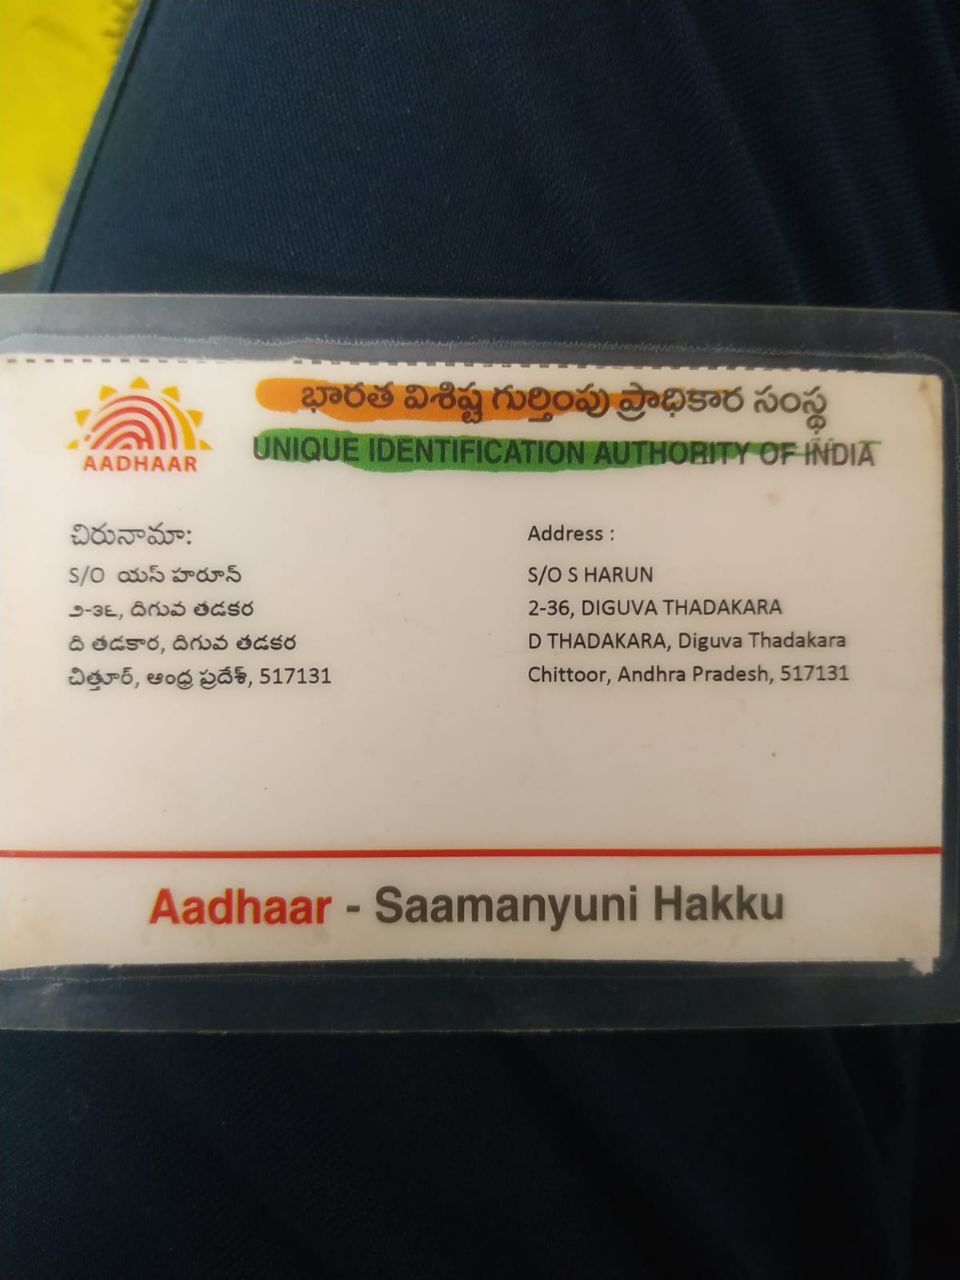 భారత విశిష్ట గుర్తింపు ప్రాధికార సంస్థ
UNIQUE IDENTIFICATION AUTHORITY OF INDIA
AADHAAR
చిరునామా:
S/O యస్ హరూన్
౨-౩౬, దిగువ తడకర
ది తడకార, దిగువ తడకర
చిత్తూర్, ఆంధ్ర ప్రదేశ్, 517131
Address :
S/O S HARUN
2-36, DIGUVA THADAKARA
D THADAKARA, Diguva Thadakara
Chittoor, Andhra Pradesh, 517131
Aadhaar - Saamanyuni Hakku